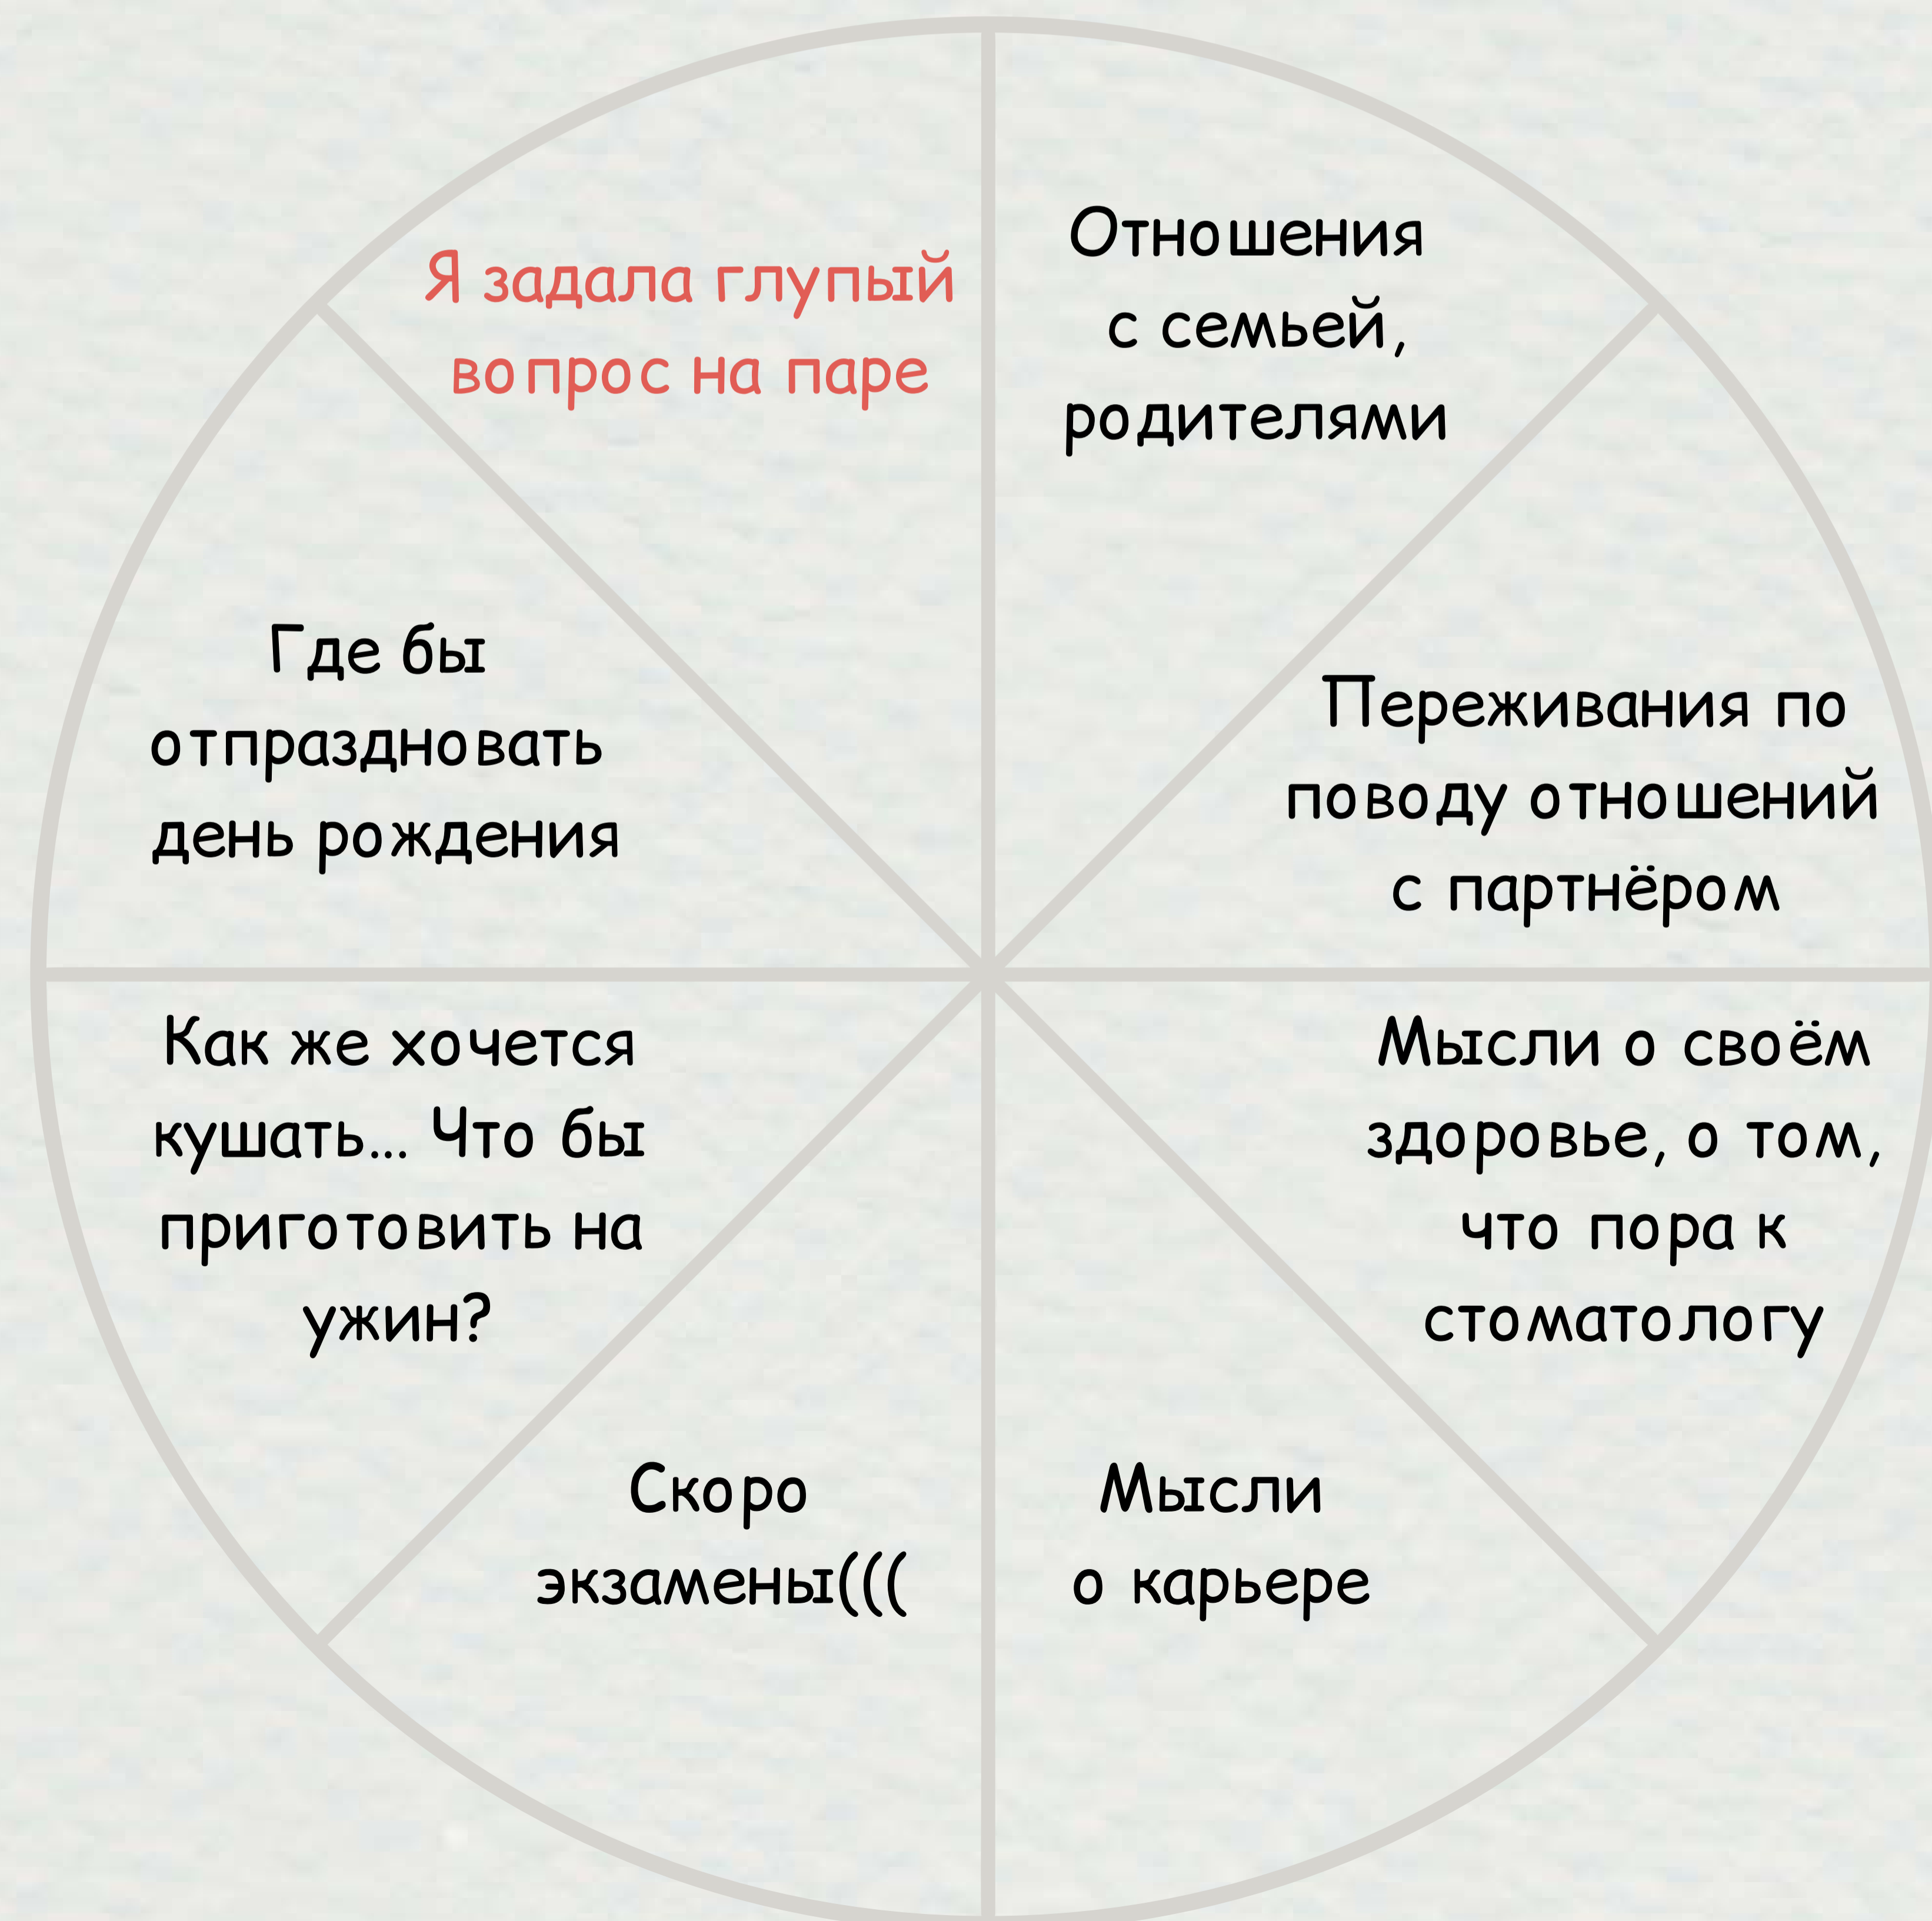 Я задала глупый
вопрос на паре
Отношения
с семьей,
родителями
Где бы
отпраздновать
день рождения
Переживания по
поводу отношений
с партнёром
Как же хочется
кушать... Что бы
приготовить на
ужин?
Мысли о своём
здоровье, о том,
что пора к
стоматологу
Скоро
экзамены(((
Мысли
о карьере